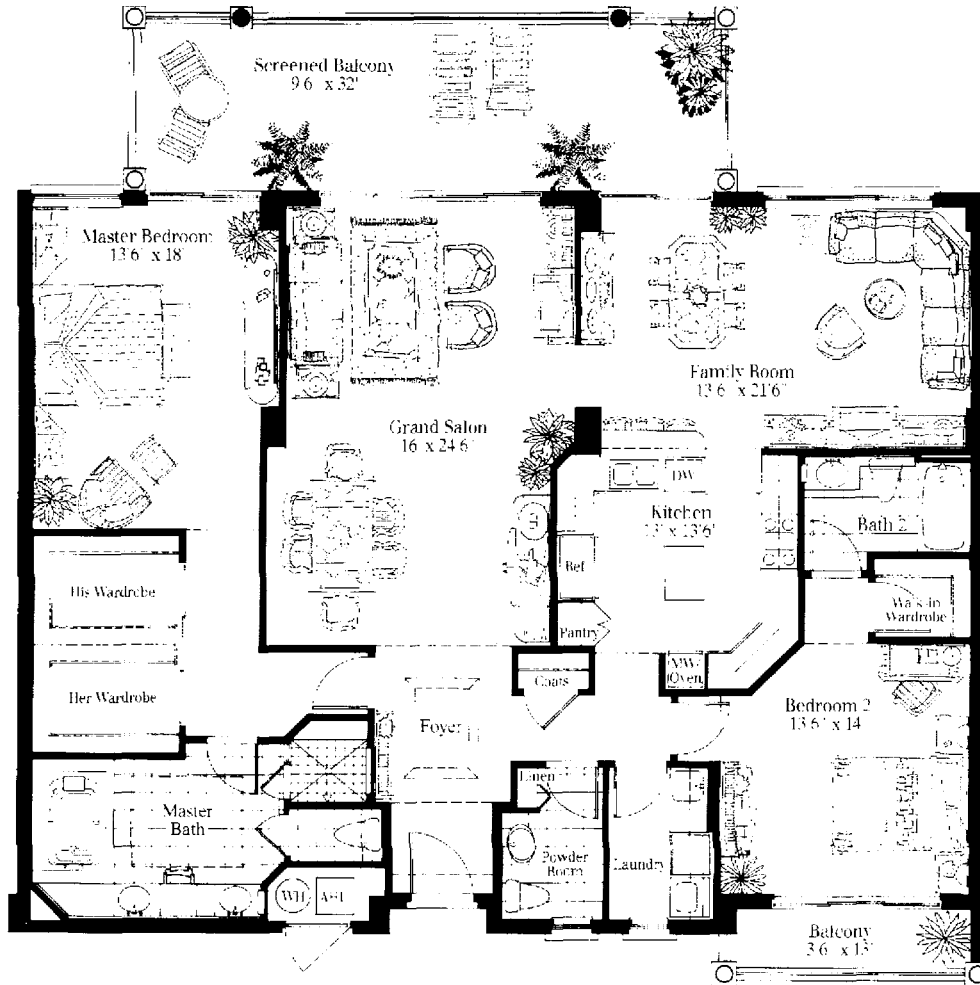 Screened Balcony
9'6" x 32'
Master Bedroom
13'6" x 18'
Family Room
13'6" x 21'6"
Grand Salon
16' x 24'6"
DW
Kitchen
13' x 13'6"
Bath 2
Ref
His Wardrobe
Walk-in
Wardrobe
Pantry
MW/
Oven
Coats
Her Wardrobe
Bedroom 2
13'6" x 14'
Foyer
Linen
Master
Bath
Powder
Room
Laundry
WH
Balcony
3'6" x 13'